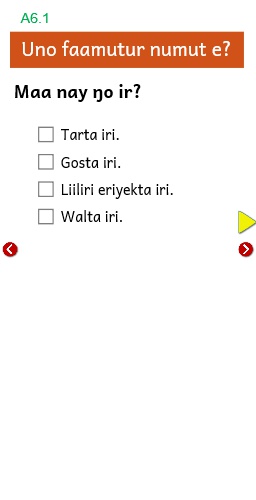 A6.1
Uno faamutur numut e?
Maa nay ŋo ir?
Tarta iri.
Gosta iri.
Liiliri eriyekta iri.
Walta iri.